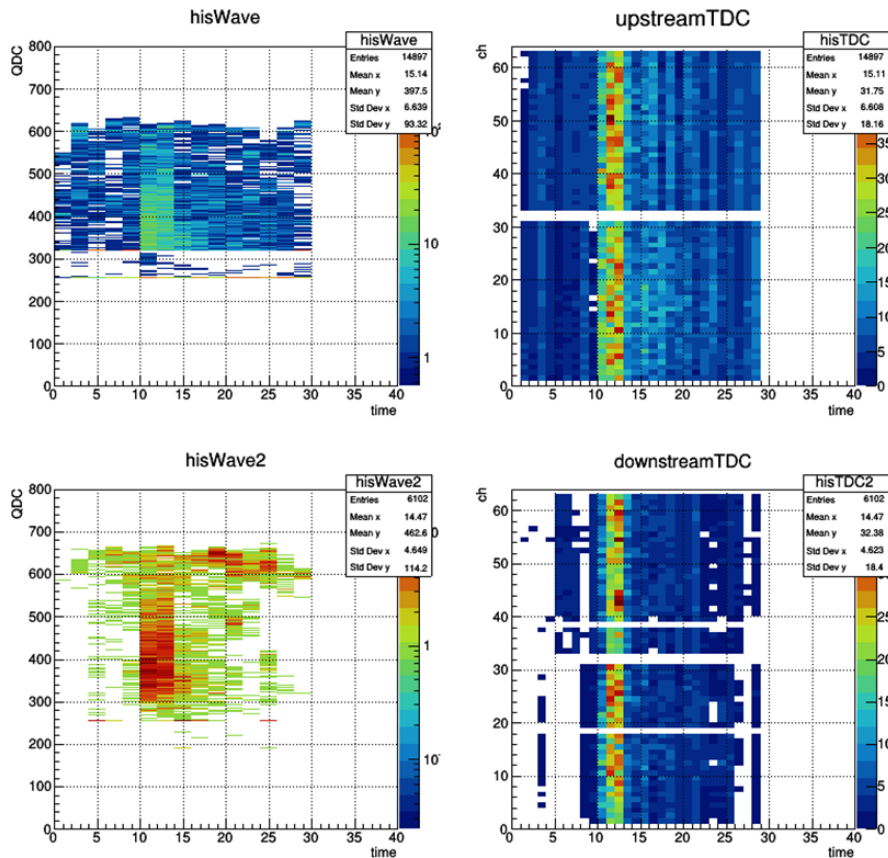 hisWave
QDC
800
700
600
500
400
300
200
100
0
0 5 10 15 20 25 30 35 40
time
hisWave
Entries 14897
Mean x 15.14
Mean y 397.5
Std Dev x 6.639
Std Dev y 93.32
10
1
upstreamTDC
ch
60
50
40
30
20
10
0
0 5 10 15 20 25 30 35 40
time
hisTDC
Entries 14897
Mean x 15.11
Mean y 31.75
Std Dev x 6.608
Std Dev y 18.16
35
30
25
20
15
10
5
0
hisWave2
QDC
800
700
600
500
400
300
200
100
0
0 5 10 15 20 25 30 35 40
time
hisWave2
Entries 6102
Mean x 14.47
Mean y 462.6
Std Dev x 4.649
Std Dev y 114.2
1
downstreamTDC
ch
60
50
40
30
20
10
0
0 5 10 15 20 25 30 35 40
time
hisTDC2
Entries 6102
Mean x 14.47
Mean y 32.38
Std Dev x 4.623
Std Dev y 18.4
30
25
20
15
10
5
0